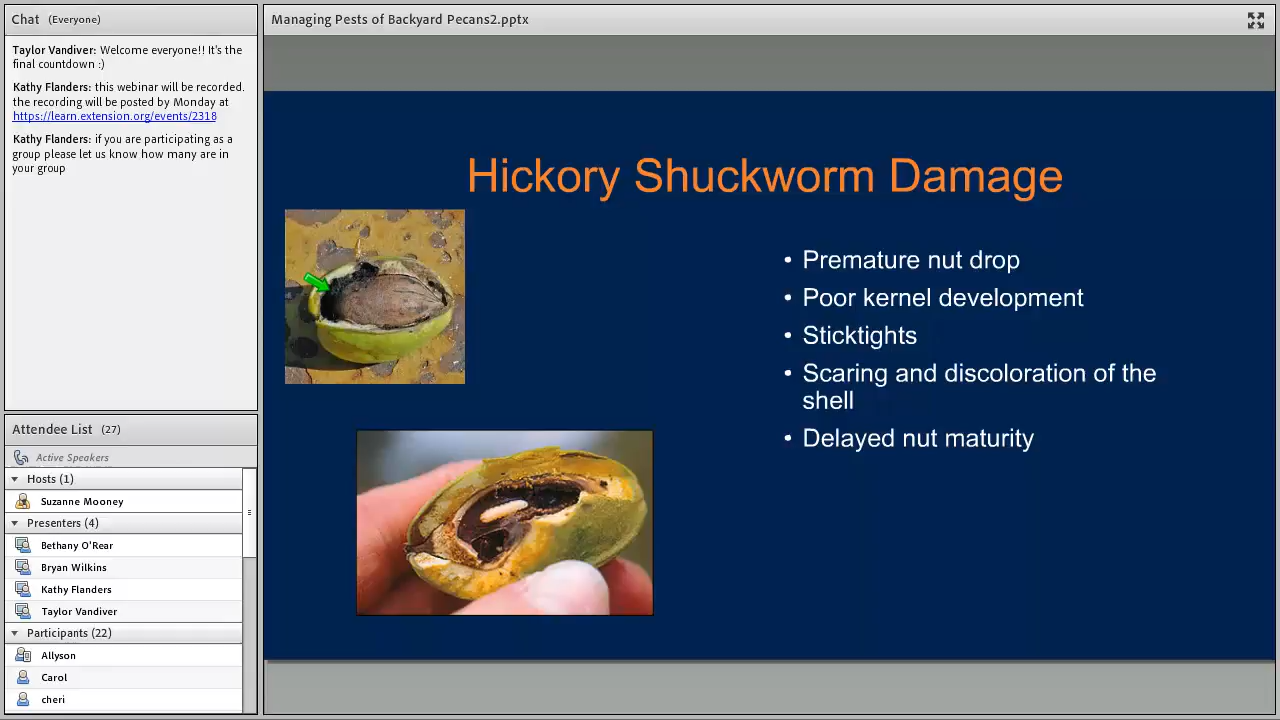 Chat (Everyone)
Taylor Vandiver: Welcome everyone!! It's the
final countdown :)
Kathy Flanders: this webinar will be recorded.
the recording will be posted by Monday at
https://learn.extension.org/events/2318
Kathy Flanders: if you are participating as a
group please let us know how many are in
your group
Attendee List (27)
Active Speakers
Hosts (1)
Suzanne Mooney
Presenters (4)
Bethany O'Rear
Bryan Wilkins
Kathy Flanders
Taylor Vandiver
Participants (22)
Allyson
Carol
cheri
Managing Pests of Backyard Pecans2.pptx
Hickory Shuckworm Damage
• Premature nut drop
• Poor kernel development
• Sticktights
• Scaring and discoloration of the
shell
• Delayed nut maturity